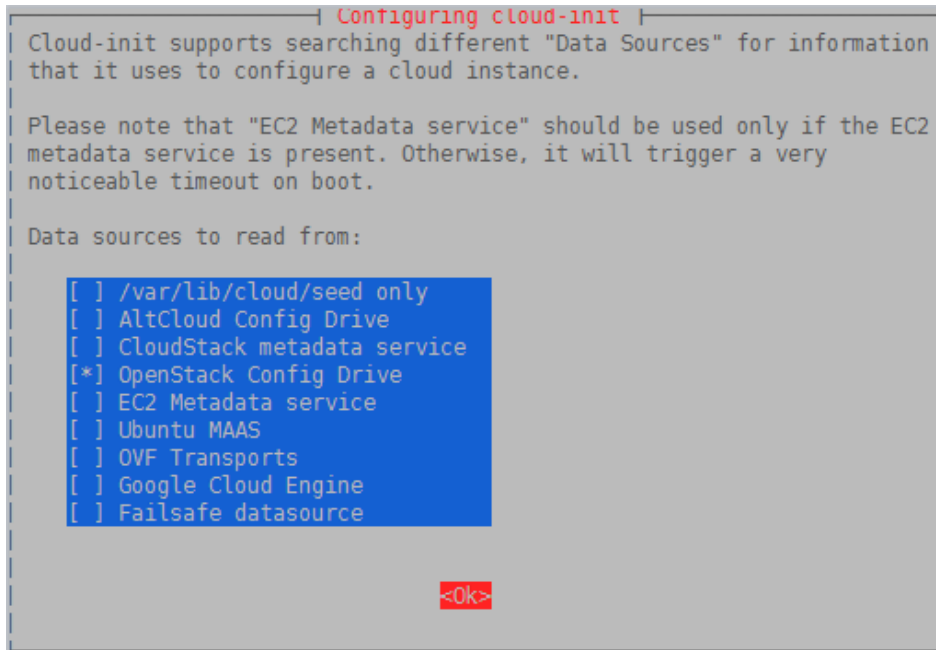 Configuring cloud-init
Cloud-init supports searching different "Data Sources" for information
that it uses to configure a cloud instance.
Please note that "EC2 Metadata service" should be used only if the EC2
metadata service is present. Otherwise, it will trigger a very
noticeable timeout on boot.
Data sources to read from:
[ ] /var/lib/cloud/seed only
[ ] AltCloud Config Drive
[ ] CloudStack metadata service
[*] OpenStack Config Drive
[ ] EC2 Metadata service
[ ] Ubuntu MAAS
[ ] OVF Transports
[ ] Google Cloud Engine
[ ] Failsafe datasource
<Ok>